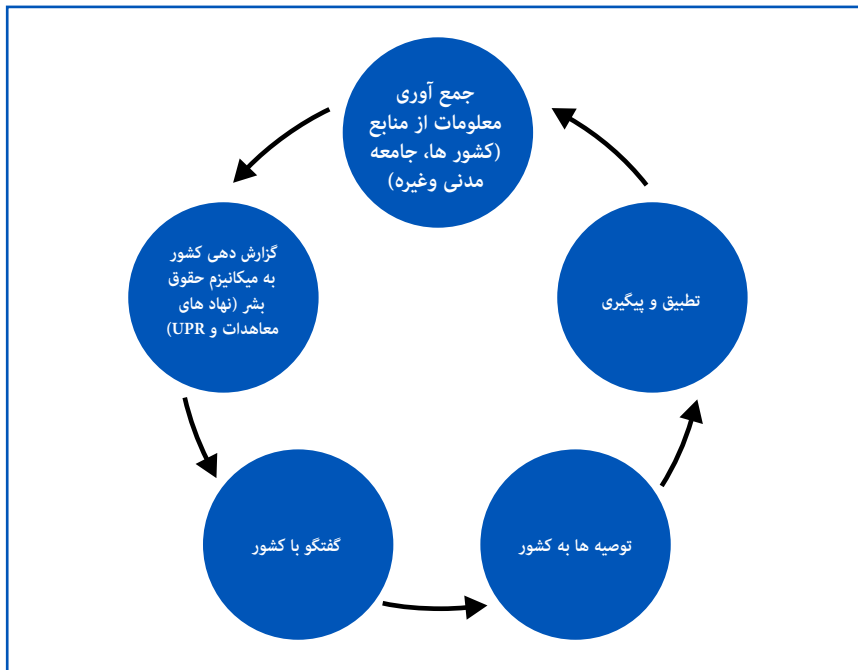 جمع آوری
معلومات از منابع
(کشور ها، جامعه
مدنی وغیره)
گزارش دهی کشور
به میکانیزم حقوق
بشر (نهاد های
معاهدات و UPR)
گفتگو با کشور
توصیه ها به کشور
تطبیق و پیگیری